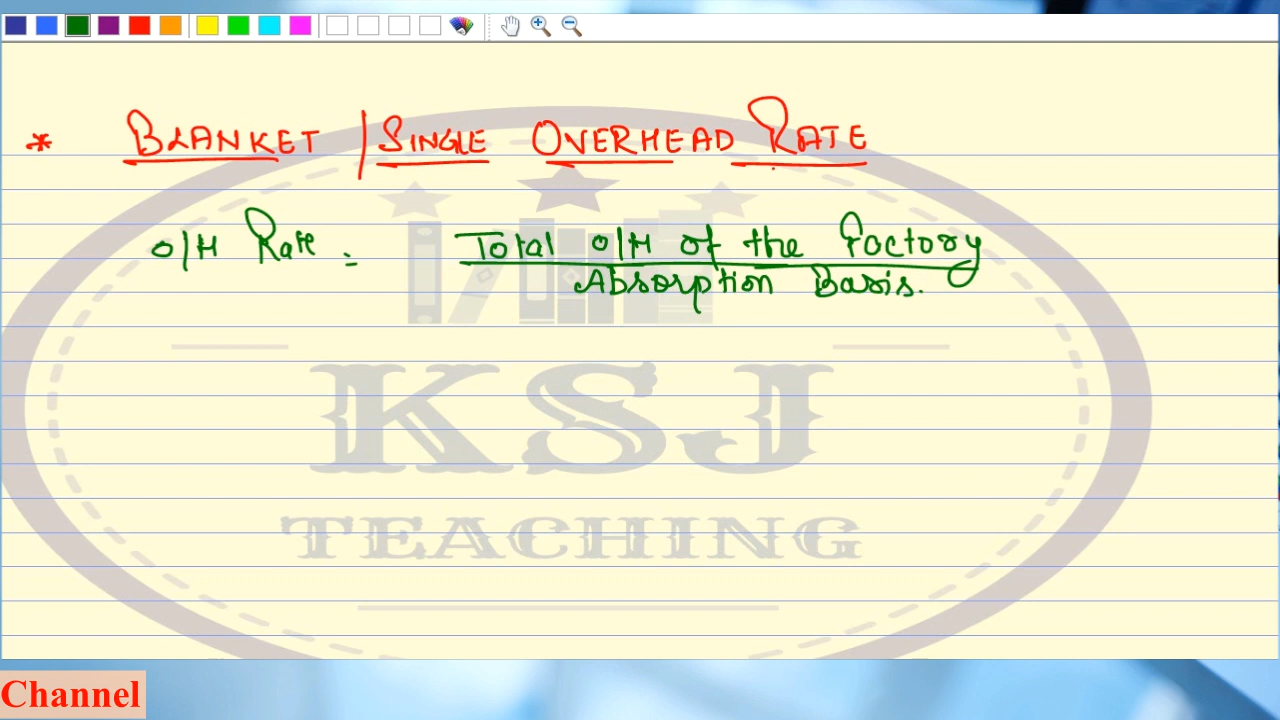 * BLANKET / SINGLE OVERHEAD RATE
O/H Rate = Total O/H of the Factory
Absorption Basis.
KSJ
TEACHING
Channel